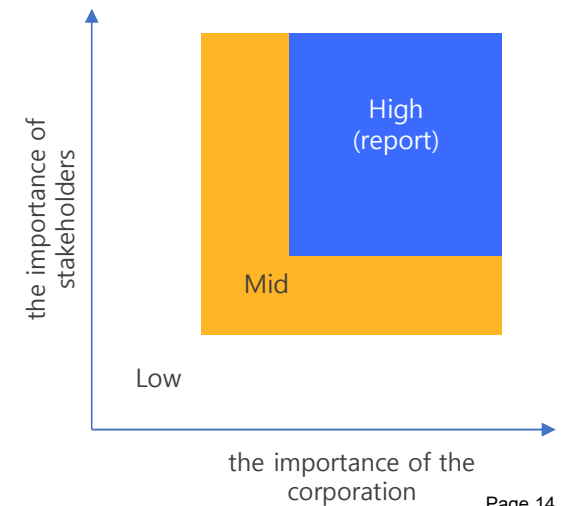 the importance of
stakeholders
High
(report)
Mid
Low
the importance of the
corporation
Page 14